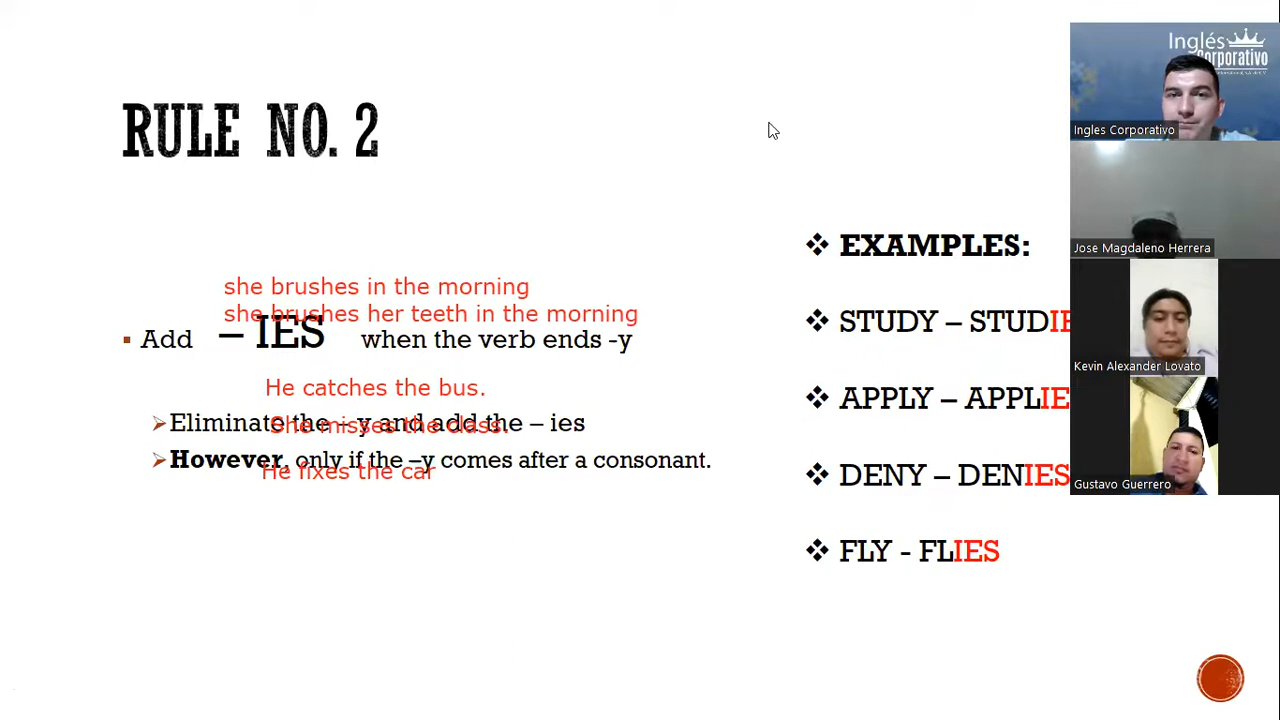 RULE NO. 2
she brushes in the morning
she brushes her teeth in the morning
Add – IES when the verb ends -y
He catches the bus.
Eliminate the – y and add the – ies
She misses the class.
However, only if the –y comes after a consonant.
He fixes the car
EXAMPLES:
STUDY – STUDIE
APPLY – APPLIE
DENY – DENIES
FLY - FLIES
Inglés
Corporativo
Ingles Corporativo
Jose Magdaleno Herrera
Kevin Alexander Lovato
Gustavo Guerrero